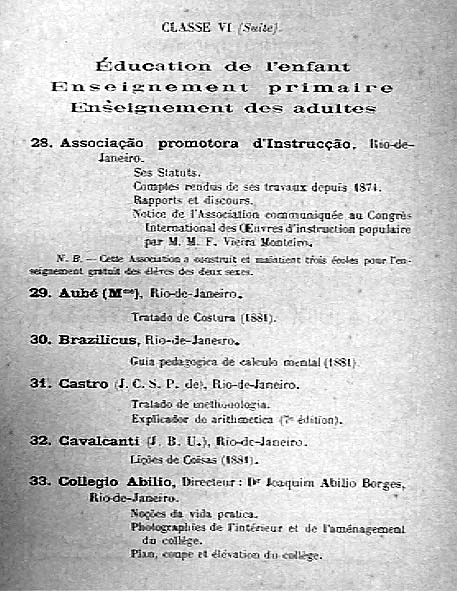 CLASSE VI (Suite).
Éducation de l'enfant
Enseignement primaire
Enseignement des adultes
28. Associação promotora d'Instrucção, Rio-de-
Janeiro.
Ses Statuts.
Comptes rendus de ses travaux depuis 1874.
Rapports et discours.
Notice de l'Association communiquée au Congrès
International des Œuvres d'instruction populaire
par M. M. F. Vieira Monteiro.
N. B. — Cette Association a construit et maintient trois écoles pour l'en-
seignement gratuit des élèves des deux sexes.
29. Aubé (Mme), Rio-de-Janeiro.
Tratado de Costura (1881).
30. Brazilicus, Rio-de-Janeiro.
Guia pedagogica de calculo mental (1881)
31. Castro (J. C. S. P. de), Rio-de-Janeiro.
Tratado de methodologia.
Explicador de arithmetica (7e édition).
32. Cavalcanti (J. B. U.), Rio-de-Janeiro.
Lições de Coisas (1881).
33. Collegio Abilio, Directeur : Dr Joaquim Abilio Borges,
Rio-de-Janeiro.
Noções da vida pratica.
Photographies de l'intérieur et de l'aménagement
du collège.
Plan, coupe et élévation du collège.